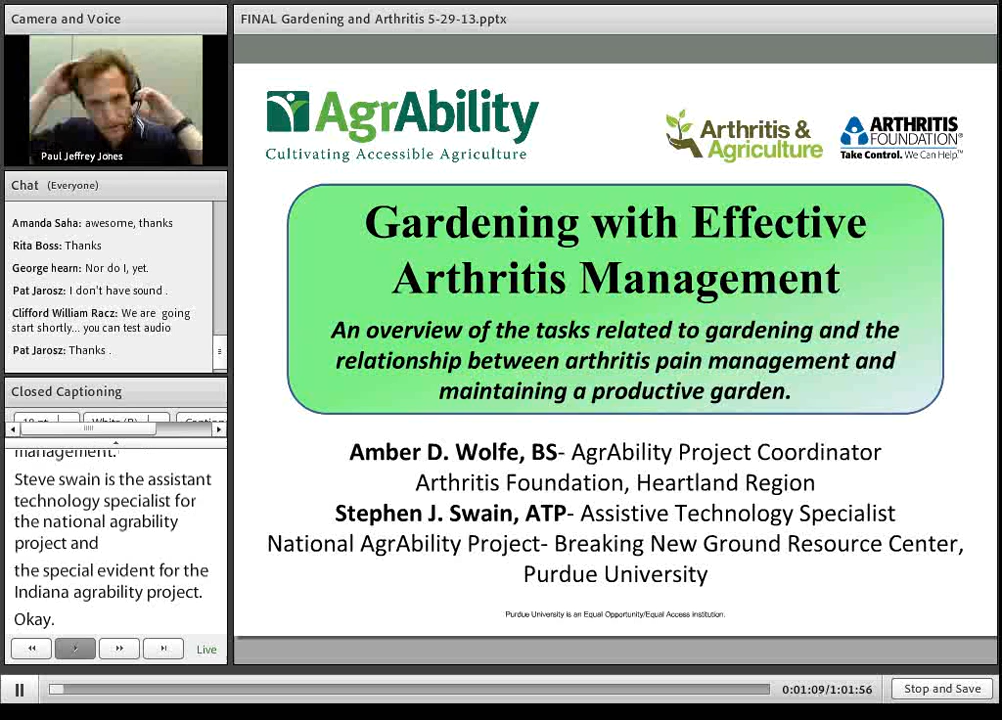 Camera and Voice
Paul Jeffrey Jones
Chat (Everyone)
Amanda Saha: awesome, thanks
Rita Boss: Thanks
George hearn: Nor do I, yet.
Pat Jarosz: I don't have sound .
Clifford William Racz: We are going
start shortly... you can test audio
Pat Jarosz: Thanks .
Closed Captioning
management.
Steve swain is the assistant
technology specialist for
the national agrability
project and
the special evident for the
Indiana agrability project.
Okay.
Live
FINAL Gardening and Arthritis 5-29-13.pptx
AgrAbility
Cultivating Accessible Agriculture
Arthritis &
Agriculture
ARTHRITIS
FOUNDATION
Take Control. We Can Help.™
Gardening with Effective
Arthritis Management
An overview of the tasks related to gardening and the
relationship between arthritis pain management and
maintaining a productive garden.
Amber D. Wolfe, BS- AgrAbility Project Coordinator
Arthritis Foundation, Heartland Region
Stephen J. Swain, ATP- Assistive Technology Specialist
National AgrAbility Project- Breaking New Ground Resource Center,
Purdue University
Purdue University is an Equal Opportunity/Equal Access institution.
0:01:09/1:01:56
Stop and Save